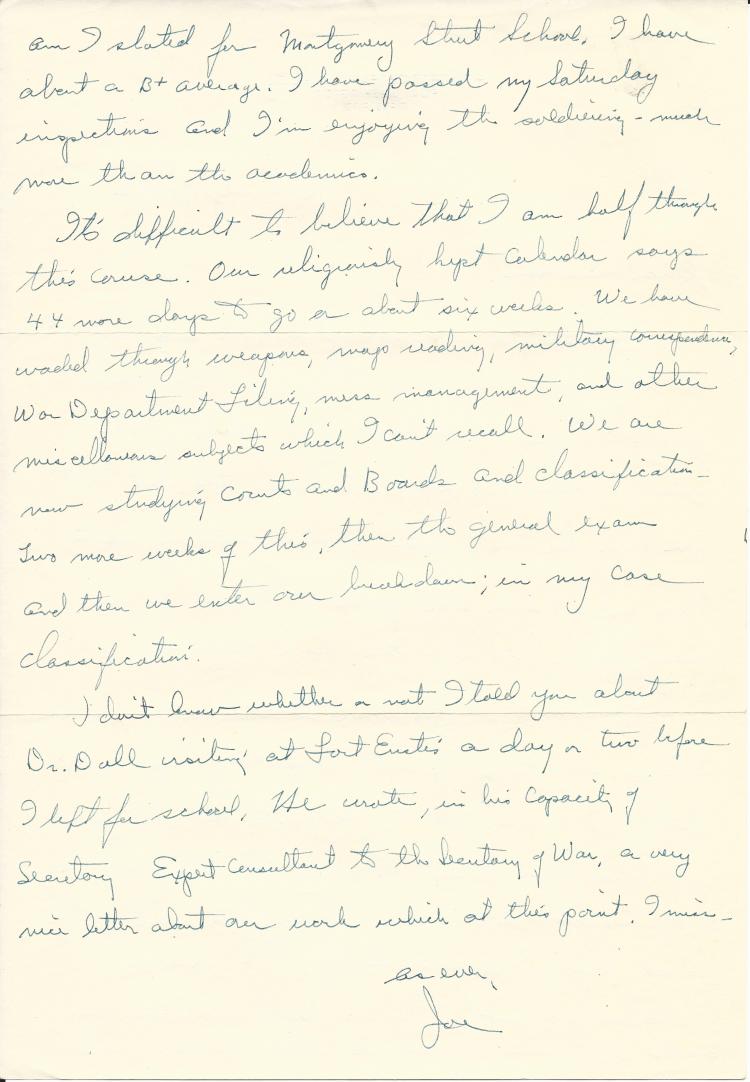 am I slated for Montgomery Street School. I have
about a B+ average. I have passed my Saturday
inspections and I'm enjoying the soldiering - much
more than the academics.
It's difficult to believe that I am half through
this course. Our religiously kept Calendar says
44 more days to go or about six weeks. We have
waded through weapons, map reading, military correspondence,
War Department Filing, mess management, and other
miscellaneous subjects which I can't recall. We are
now studying Courts and Boards and classification -
Two more weeks of this, then the general exam
and then we enter our breakdown; in my case
classification.
I don't know whether or not I told you about
Dr. Dall visiting at Fort Eustis a day or two before
I left for school. He wrote, in his capacity of
Secretary Expert Consultant to the Secretary of War, a very
nice letter about our work which at this point, I miss -
as ever,
Joe